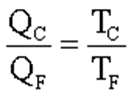 Q_C / Q_F = T_C / T_F